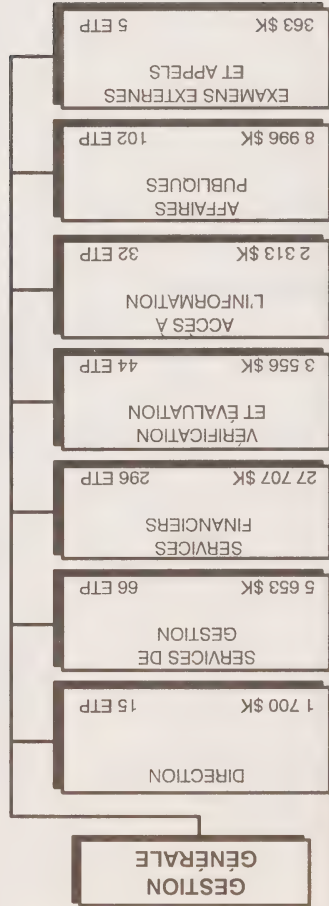 GESTION
GÉNÉRALE
DIRECTION
1 700 $K 15 ETP
SERVICES DE
GESTION
5 653 $K 66 ETP
SERVICES
FINANCIERS
27 707 $K 296 ETP
VÉRIFICATION
ET ÉVALUATION
3 556 $K 44 ETP
ACCÈS À
L'INFORMATION
2 313 $K 32 ETP
AFFAIRES
PUBLIQUES
8 996 $K 102 ETP
EXAMENS EXTERNES
ET APPELS
363 $K 5 ETP